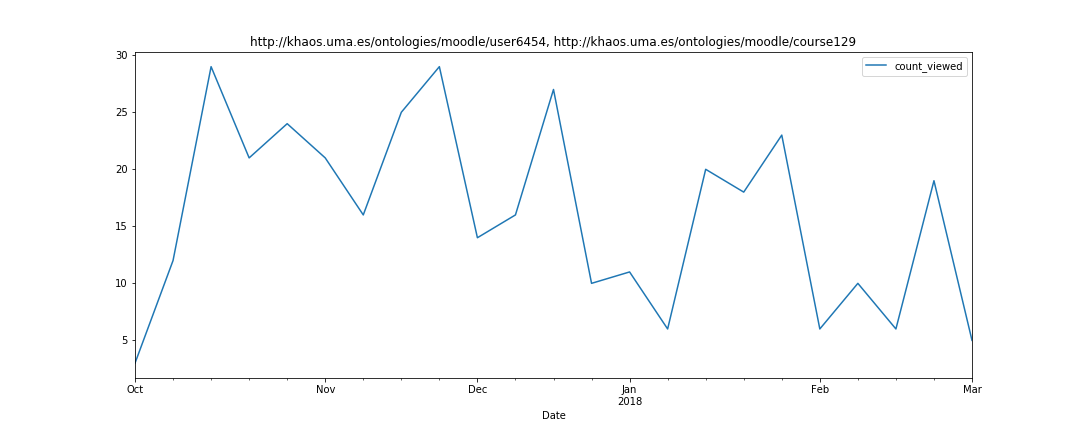 http://khaos.uma.es/ontologies/moodle/user6454, http://khaos.uma.es/ontologies/moodle/course129
count_viewed
30
25
20
15
10
5
Oct Nov Dec Jan Feb Mar
2018
Date